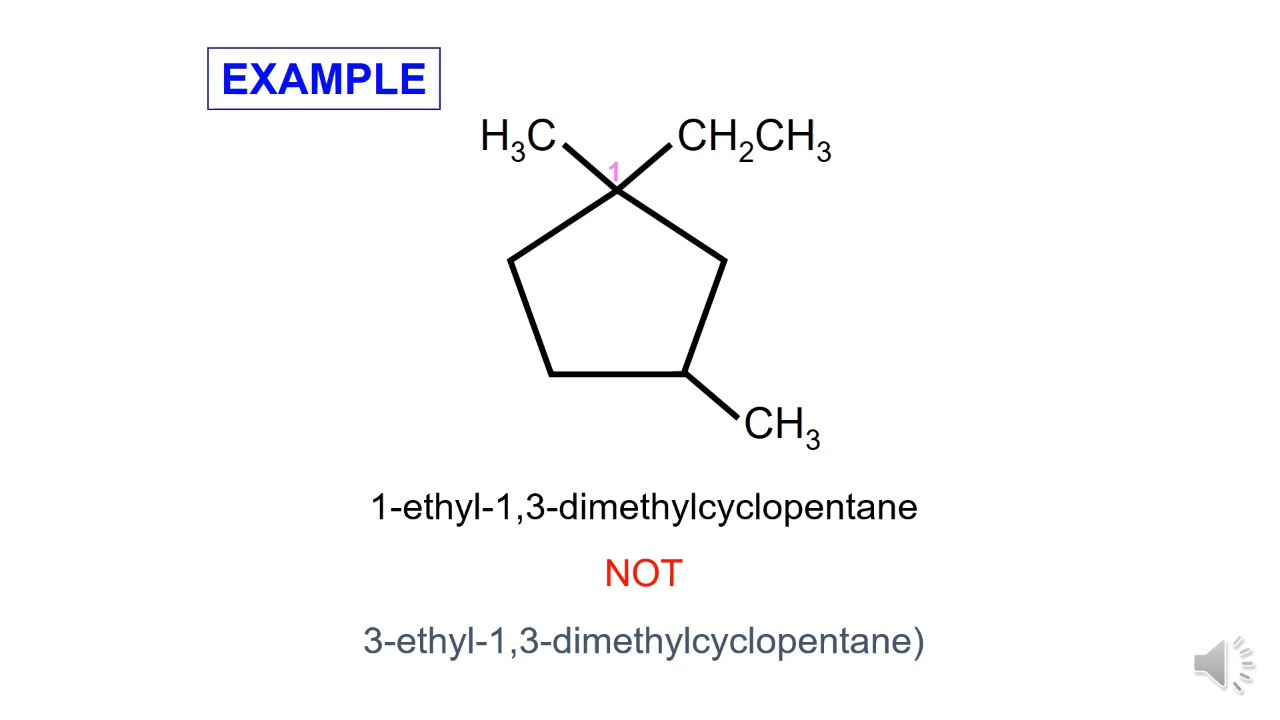 EXAMPLE
H₃C CH₂CH₃
1
CH₃
1-ethyl-1,3-dimethylcyclopentane
NOT
3-ethyl-1,3-dimethylcyclopentane)